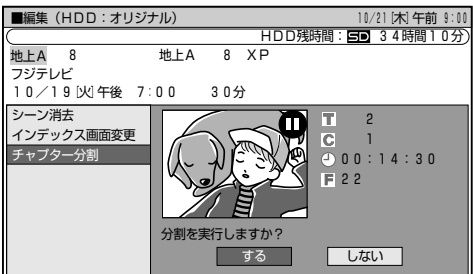 ■編集（HDD：オリジナル） 10/21[木]午前 9:00
HDD残時間：SD 34時間10分
地上A 8 地上A 8 XP
フジテレビ
10／19[火]午後 7：00 30分
シーン消去
インデックス画面変更
チャプター分割
T 2
C 1
00：14：30
F 22
分割を実行しますか？
する しない